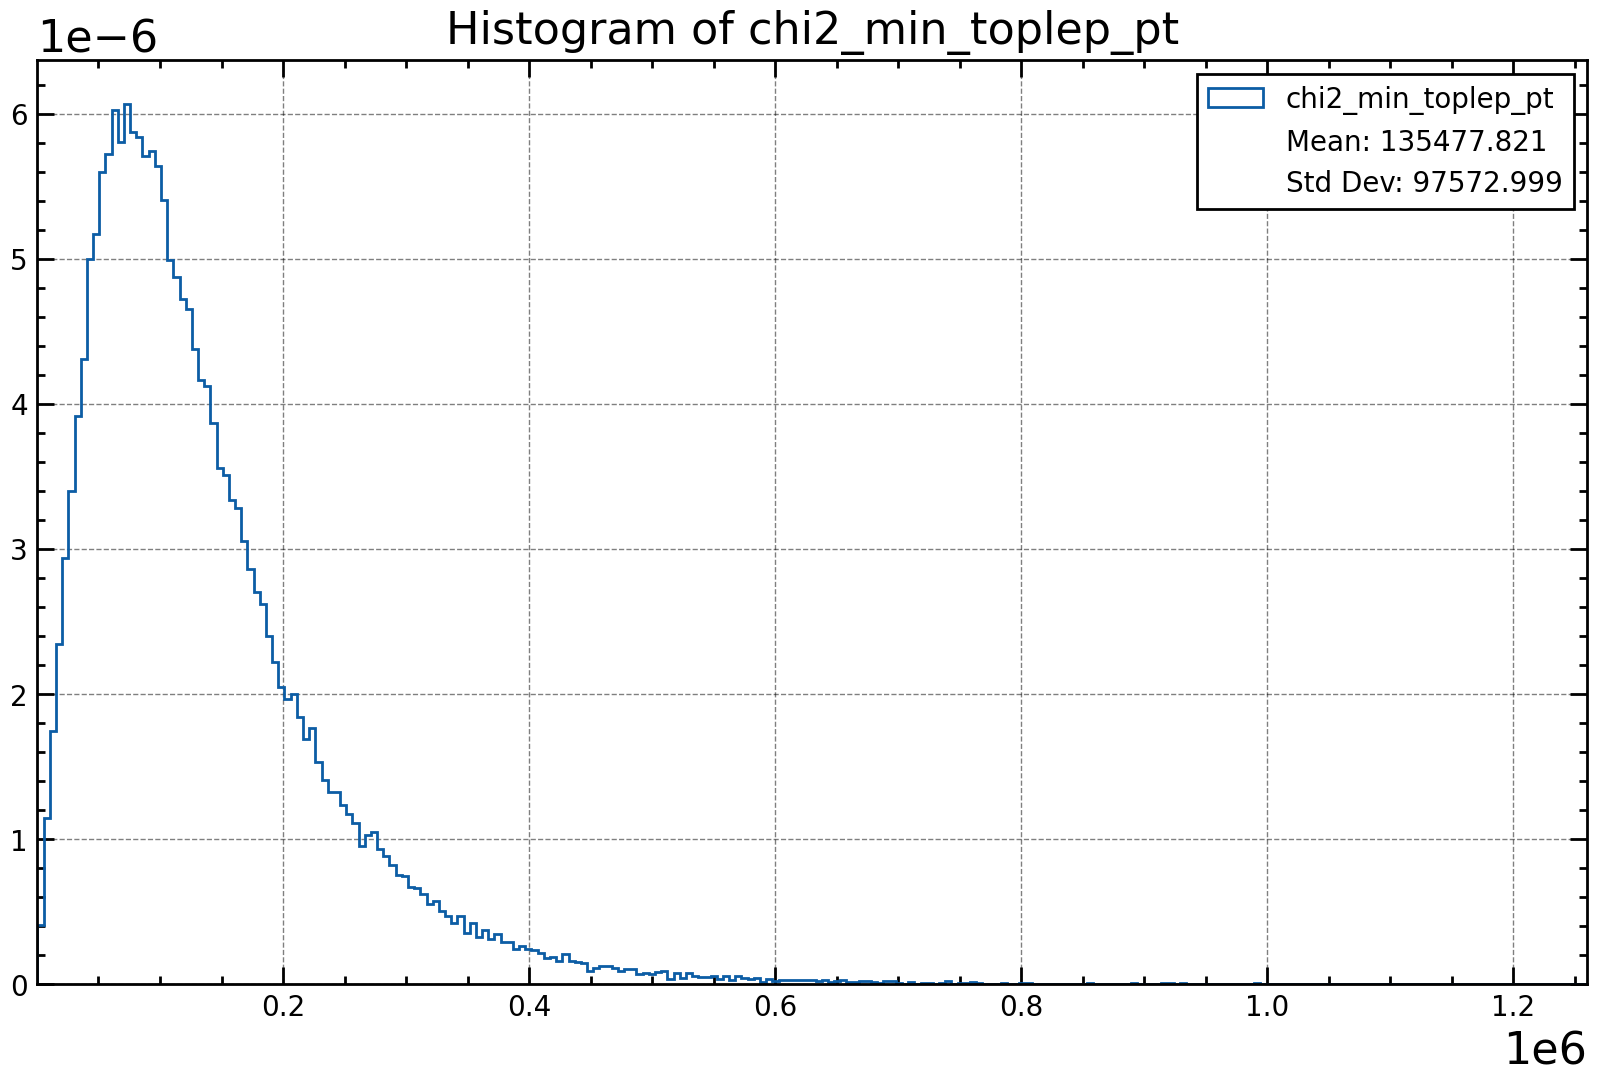 Histogram of chi2_min_toplep_pt
1e−6
chi2_min_toplep_pt
Mean: 135477.821
Std Dev: 97572.999
6
5
4
3
2
1
0
0.2 0.4 0.6 0.8 1.0 1.2
1e6